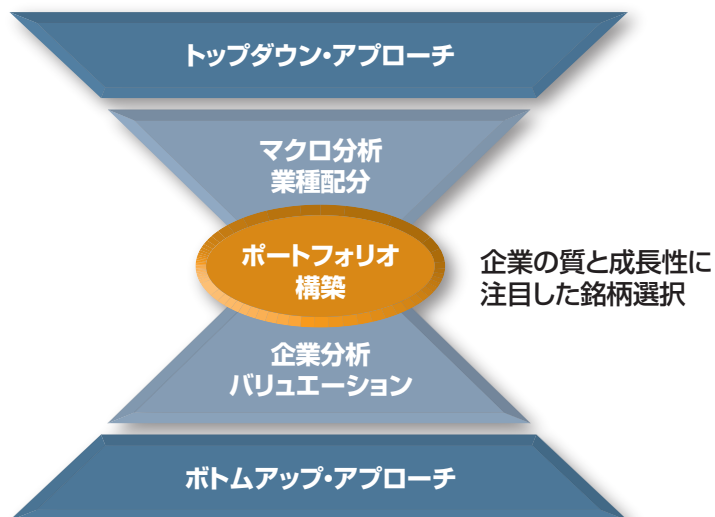 トップダウン・アプローチ
マクロ分析
業種配分
ポートフォリオ
構築
企業の質と成長性に
注目した銘柄選択
企業分析
バリュエーション
ボトムアップ・アプローチ